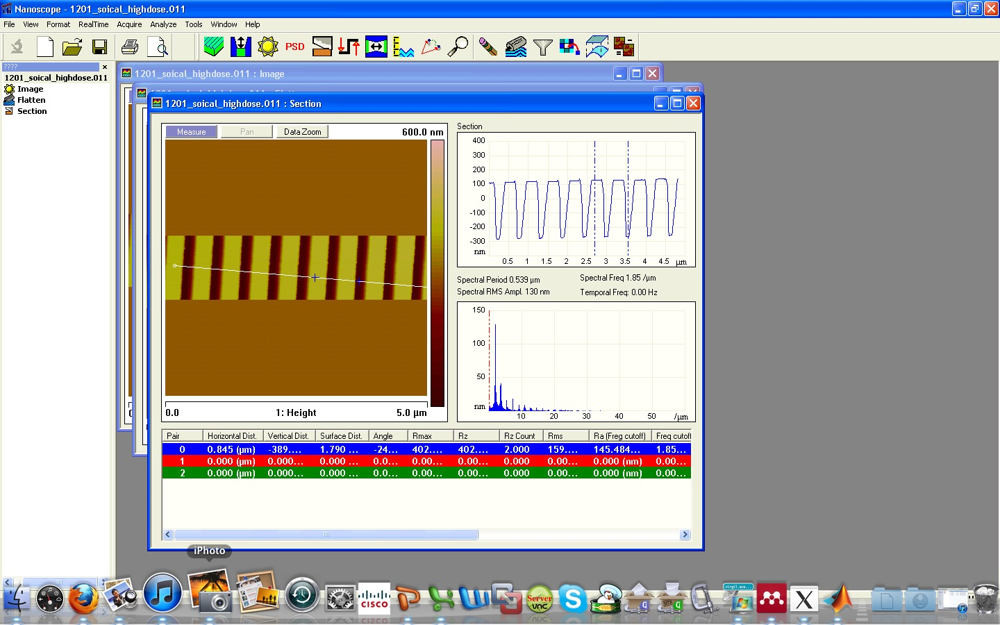 Nanoscope - 1201_soical_highdose.011
File View Format RealTime Acquire Analyze Tools Window Help
PSD
????
1201_soical_highdose.011
Image
Flatten
Section
1201_soical_highdose.011 : Image
1201_soical_highdose.011 : Section
Measure Pan Data Zoom 600.0 nm
0.0 1: Height 5.0 µm
Section
400
300
200
100
0
-100
-200
-300
nm
0.5 1 1.5 2 2.5 3 3.5 4 4.5 µm
Spectral Period 0.539 µm Spectral Freq 1.85 /µm
Spectral RMS Ampl. 130 nm Temporal Freq: 0.00 Hz
150
100
50
nm
10 20 30 40 50 /µm
Pair Horizontal Dist. Vertical Dist. Surface Dist. Angle Rmax Rz Rz Count Rms Ra (Freq cutoff) Freq cutoff
0 0.845 (µm) -389.... 1.790 ... -24... 402.... 402.... 2.000 159.... 145.484... 1.85...
1 0.000 (µm) 0.000... 0.000 ... 0.0... 0.00... 0.00... 0.000 0.00... 0.000 (nm) 0.00...
2 0.000 (µm) 0.000... 0.000 ... 0.0... 0.00... 0.00... 0.000 0.00... 0.000 (nm) 0.00...
iPhoto
CISCO
Server
VNC
virgil.ece...